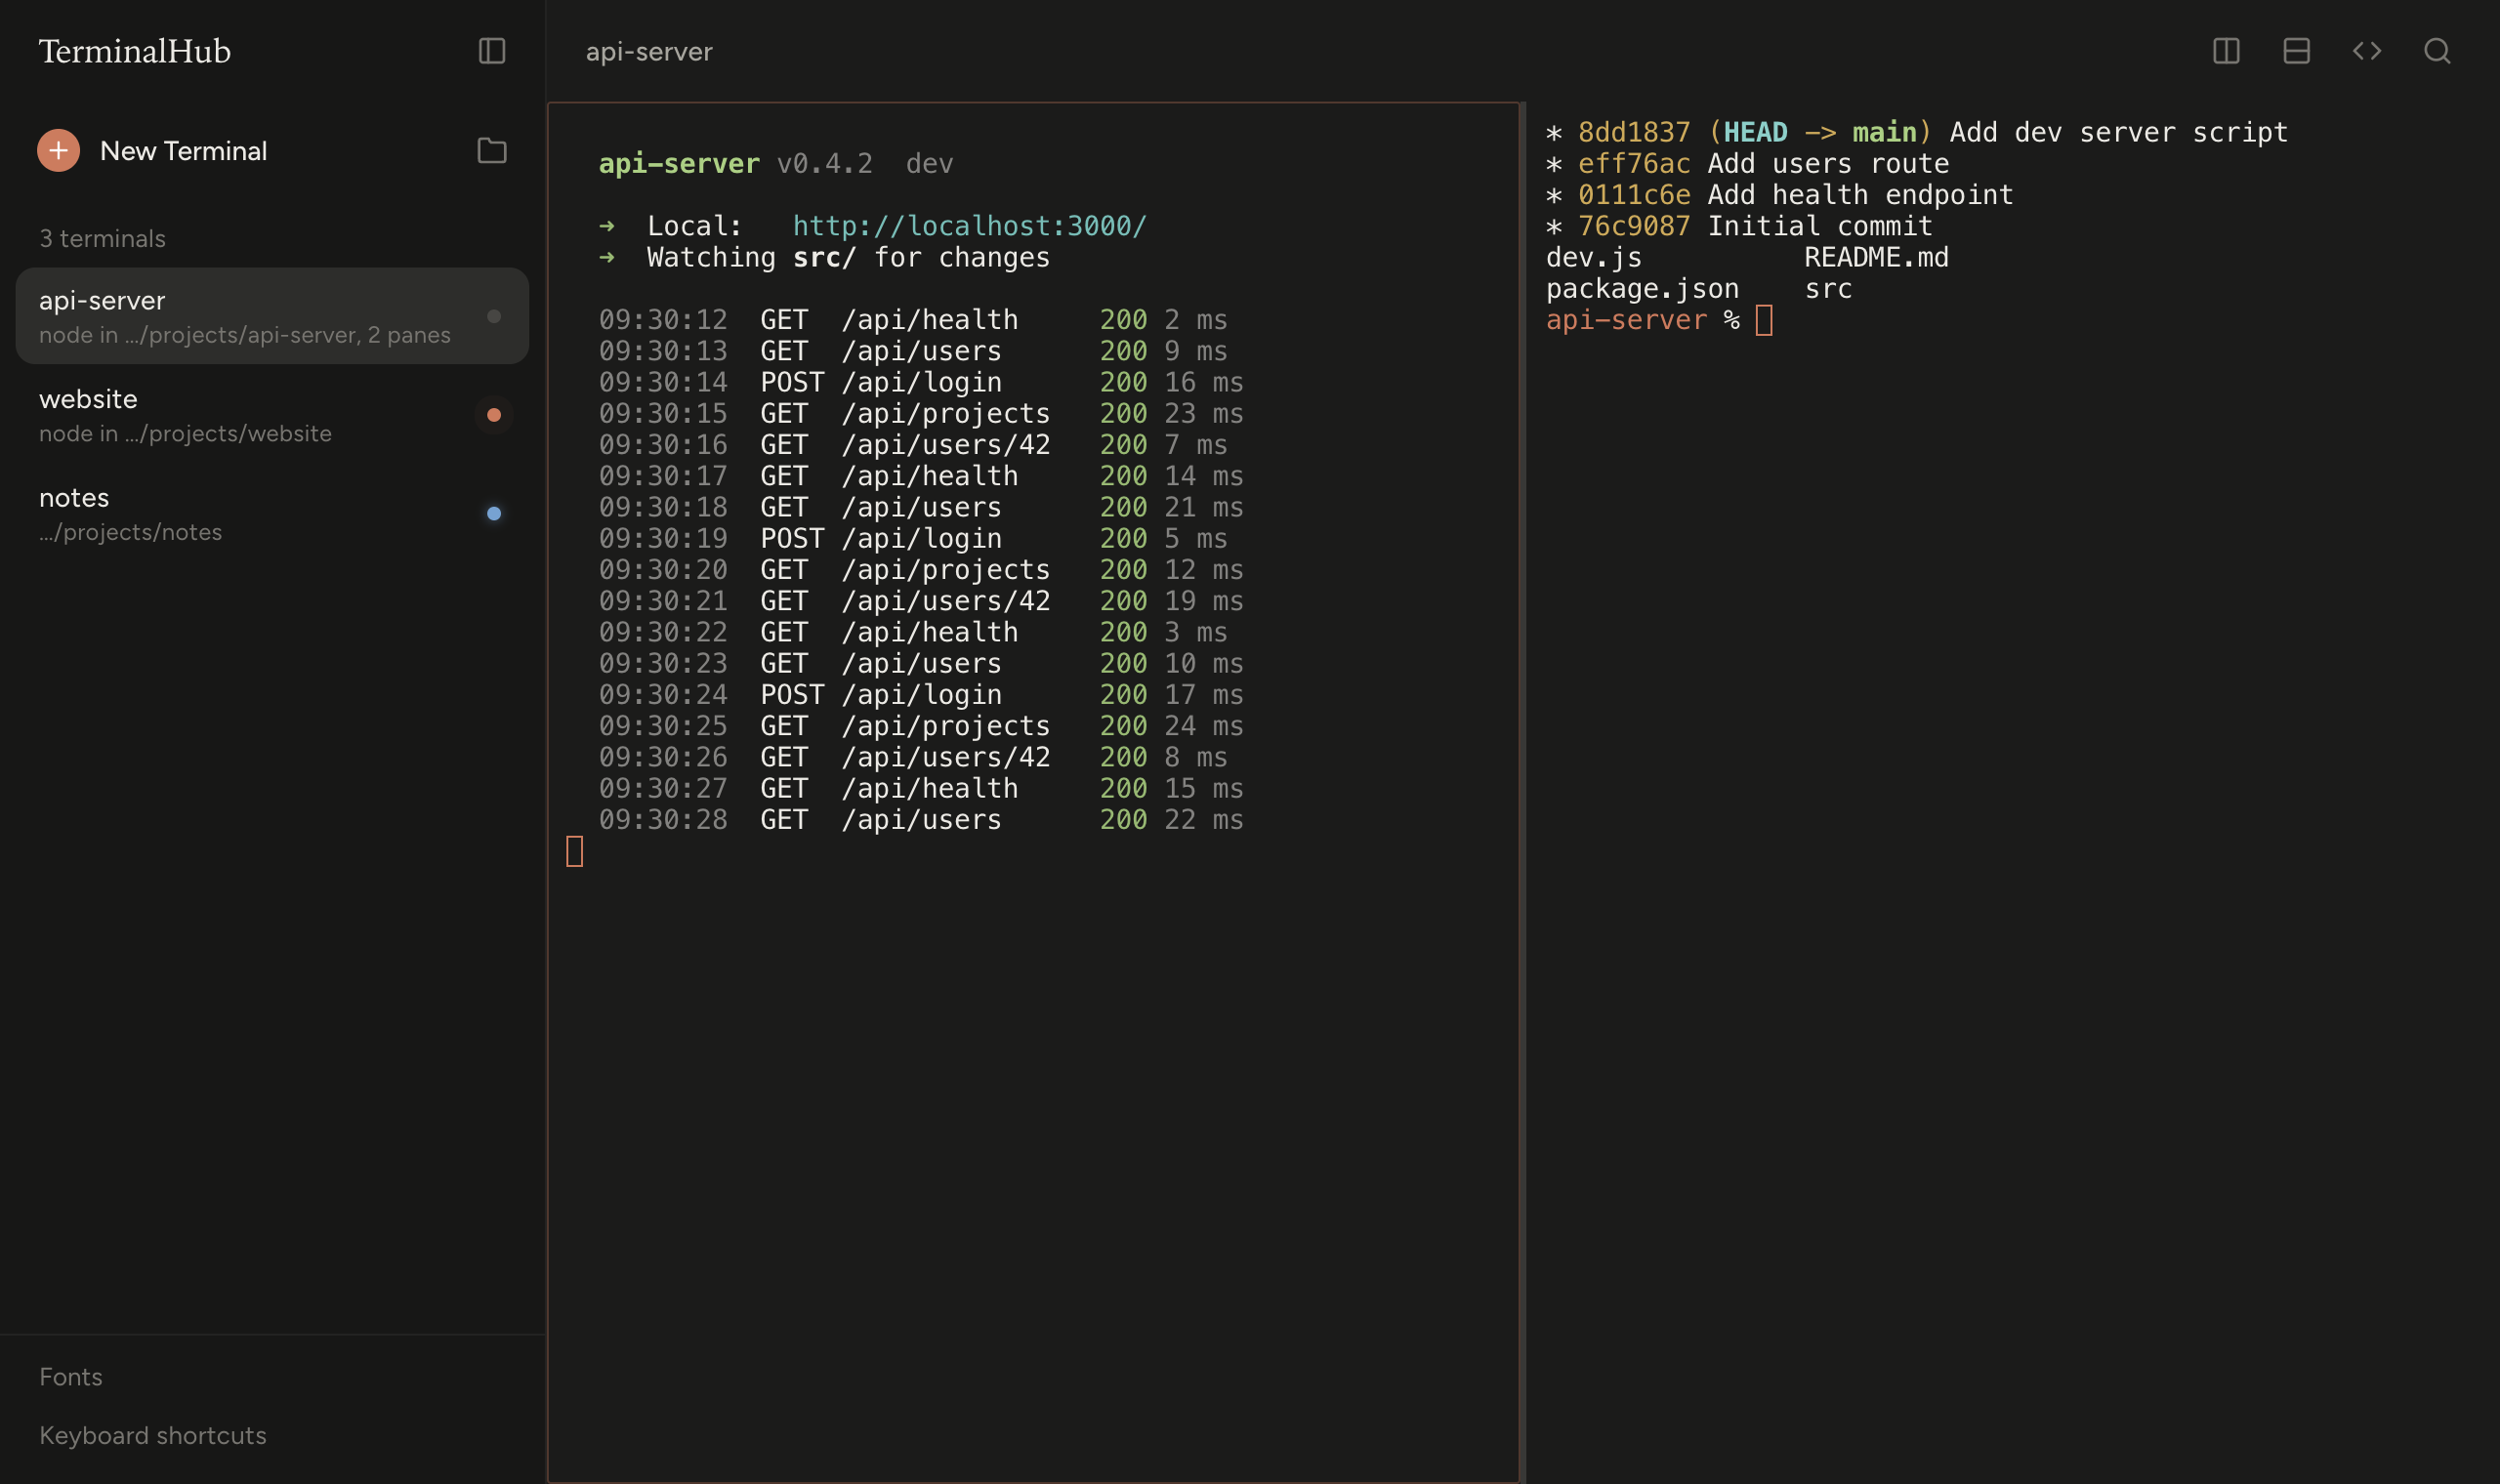 TerminalHub
New Terminal
3 terminals
api-server
node in .../projects/api-server, 2 panes
website
node in .../projects/website
notes
.../projects/notes
Fonts
Keyboard shortcuts
api-server
api-server v0.4.2  dev
➜  Local:   http://localhost:3000/
➜  Watching src/ for changes
09:30:12  GET  /api/health     200 2 ms
09:30:13  GET  /api/users      200 9 ms
09:30:14  POST /api/login      200 16 ms
09:30:15  GET  /api/projects   200 23 ms
09:30:16  GET  /api/users/42   200 7 ms
09:30:17  GET  /api/health     200 14 ms
09:30:18  GET  /api/users      200 21 ms
09:30:19  POST /api/login      200 5 ms
09:30:20  GET  /api/projects   200 12 ms
09:30:21  GET  /api/users/42   200 19 ms
09:30:22  GET  /api/health     200 3 ms
09:30:23  GET  /api/users      200 10 ms
09:30:24  POST /api/login      200 17 ms
09:30:25  GET  /api/projects   200 24 ms
09:30:26  GET  /api/users/42   200 8 ms
09:30:27  GET  /api/health     200 15 ms
09:30:28  GET  /api/users      200 22 ms
* 8dd1837 (HEAD -> main) Add dev server script
* eff76ac Add users route
* 0111c6e Add health endpoint
* 76c9087 Initial commit
dev.js          README.md
package.json    src
api-server %